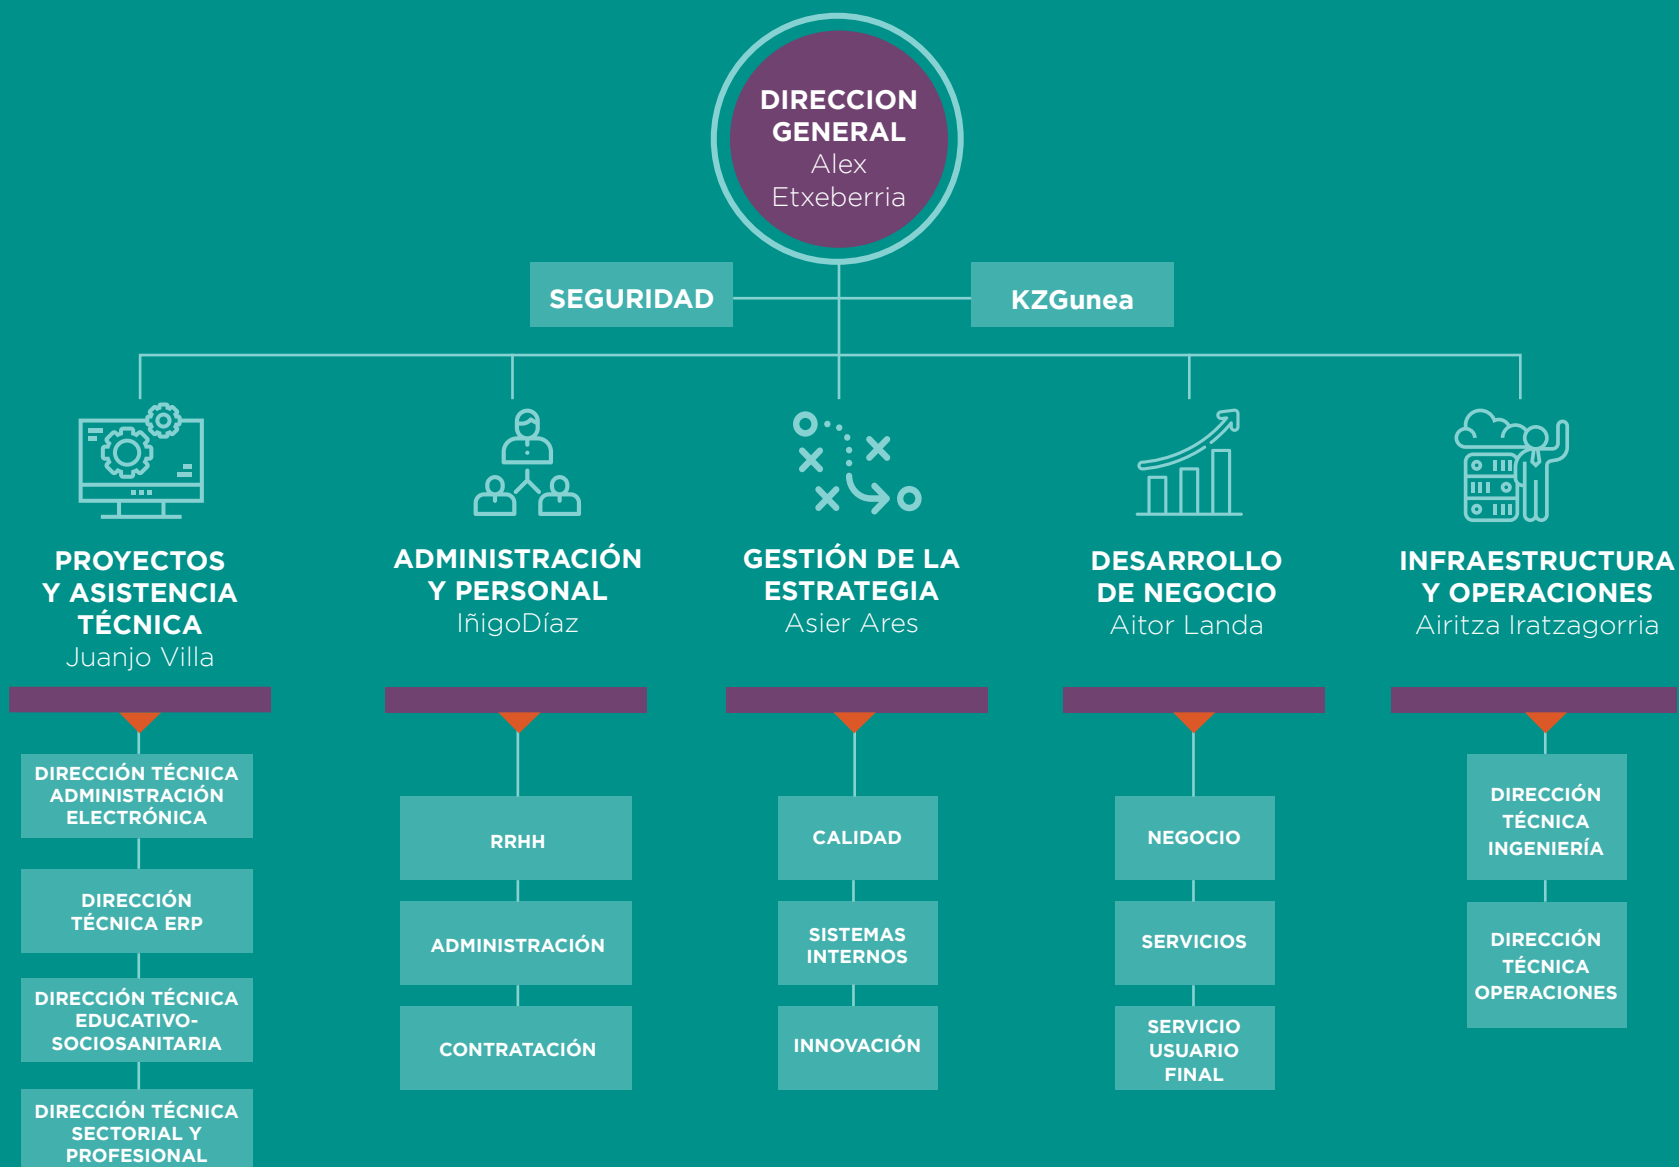 DIRECCION
GENERAL
Alex
Etxeberria
SEGURIDAD
KZGunea
PROYECTOS
Y ASISTENCIA
TÉCNICA
Juanjo Villa
ADMINISTRACIÓN
Y PERSONAL
IñigoDíaz
GESTIÓN DE LA
ESTRATEGIA
Asier Ares
DESARROLLO
DE NEGOCIO
Aitor Landa
INFRAESTRUCTURA
Y OPERACIONES
Airitza Iratzagorria
DIRECCIÓN TÉCNICA
ADMINISTRACIÓN
ELECTRÓNICA
DIRECCIÓN
TÉCNICA ERP
DIRECCIÓN TÉCNICA
EDUCATIVO-
SOCIOSANITARIA
DIRECCIÓN TÉCNICA
SECTORIAL Y
PROFESIONAL
RRHH
ADMINISTRACIÓN
CONTRATACIÓN
CALIDAD
SISTEMAS
INTERNOS
INNOVACIÓN
NEGOCIO
SERVICIOS
SERVICIO
USUARIO
FINAL
DIRECCIÓN
TÉCNICA
INGENIERÍA
DIRECCIÓN
TÉCNICA
OPERACIONES